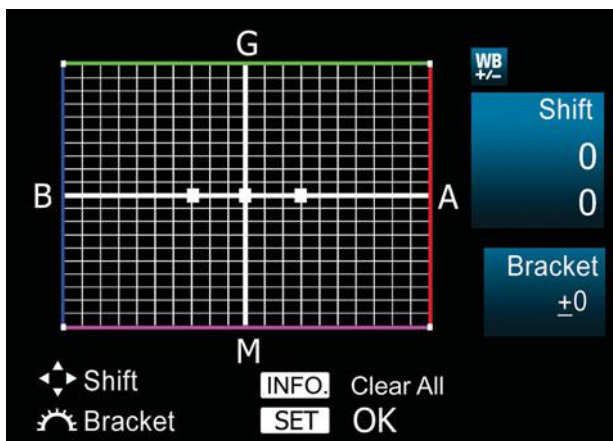 G
WB
+/−
Shift
0
B
A
0
Bracket
±0
M
Shift
INFO. Clear All
Bracket
SET OK